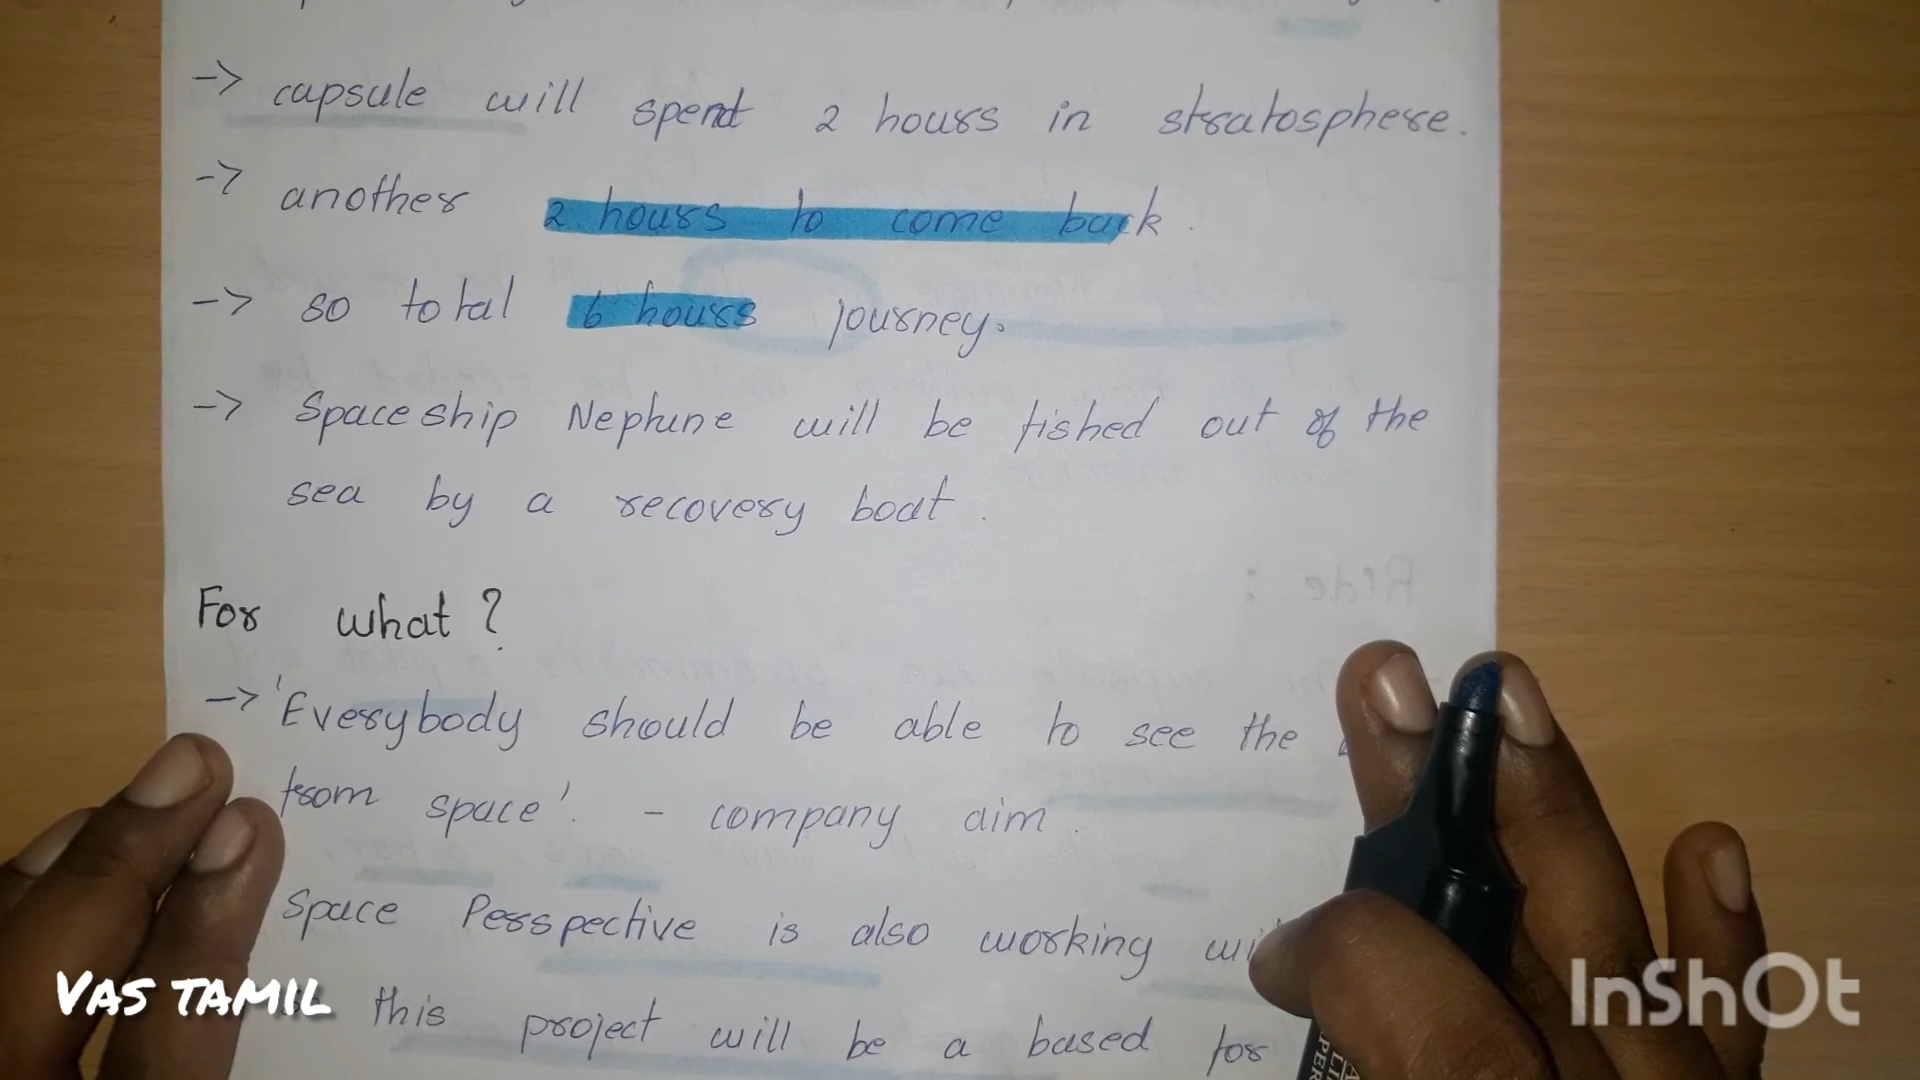 -> capsule will spend 2 hours in stratosphere.
-> another 2 hours to come back.
-> so total 6 hours journey.
-> Spaceship Neptune will be fished out of the
sea by a recovery boat.
For what?
-> 'Everybody should be able to see the
from space'. - company aim.
Space Perspective is also working
this project will be a based for
VAS TAMIL
InShOt